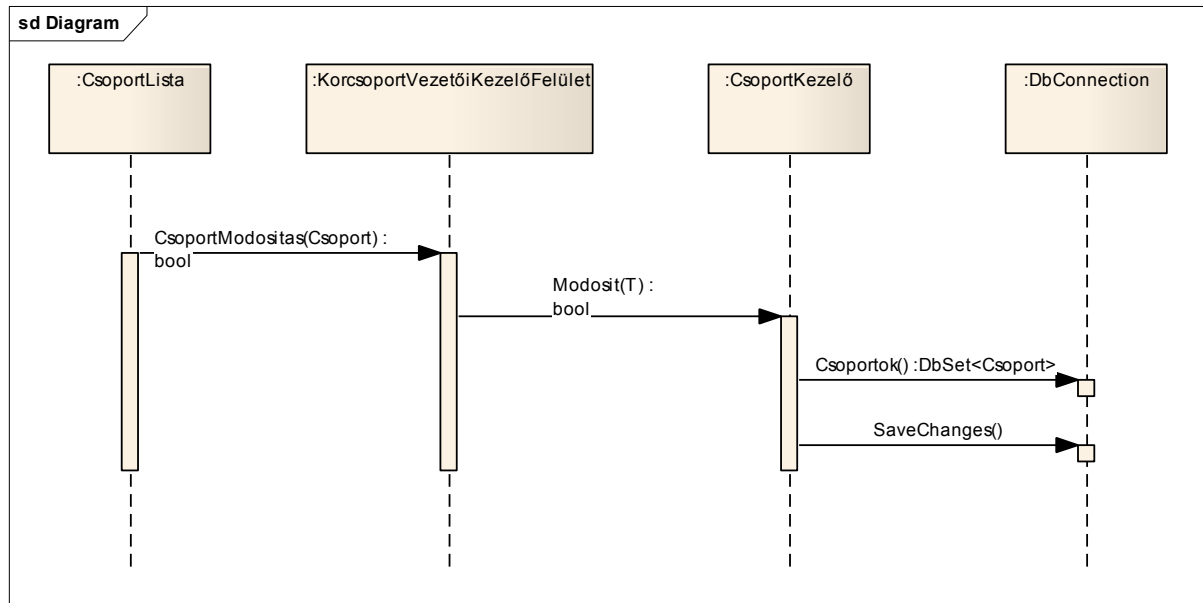 sd Diagram
:CsoportLista
:KorcsoportVezetőiKezelőFelület
:CsoportKezelő
:DbConnection
CsoportModositas(Csoport) :
bool
Modosit(T) :
bool
Csoportok() :DbSet<Csoport>
SaveChanges()